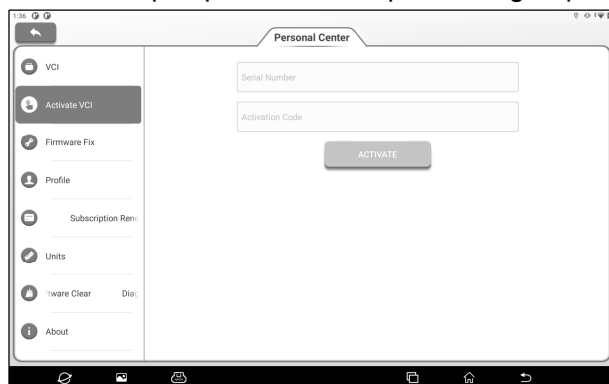 1:36
Personal Center
VCI
Serial Number
Activate VCI
Activation Code
Firmware Fix
ACTIVATE
Profile
Subscription Ren
Units
tware Clear Diag
About